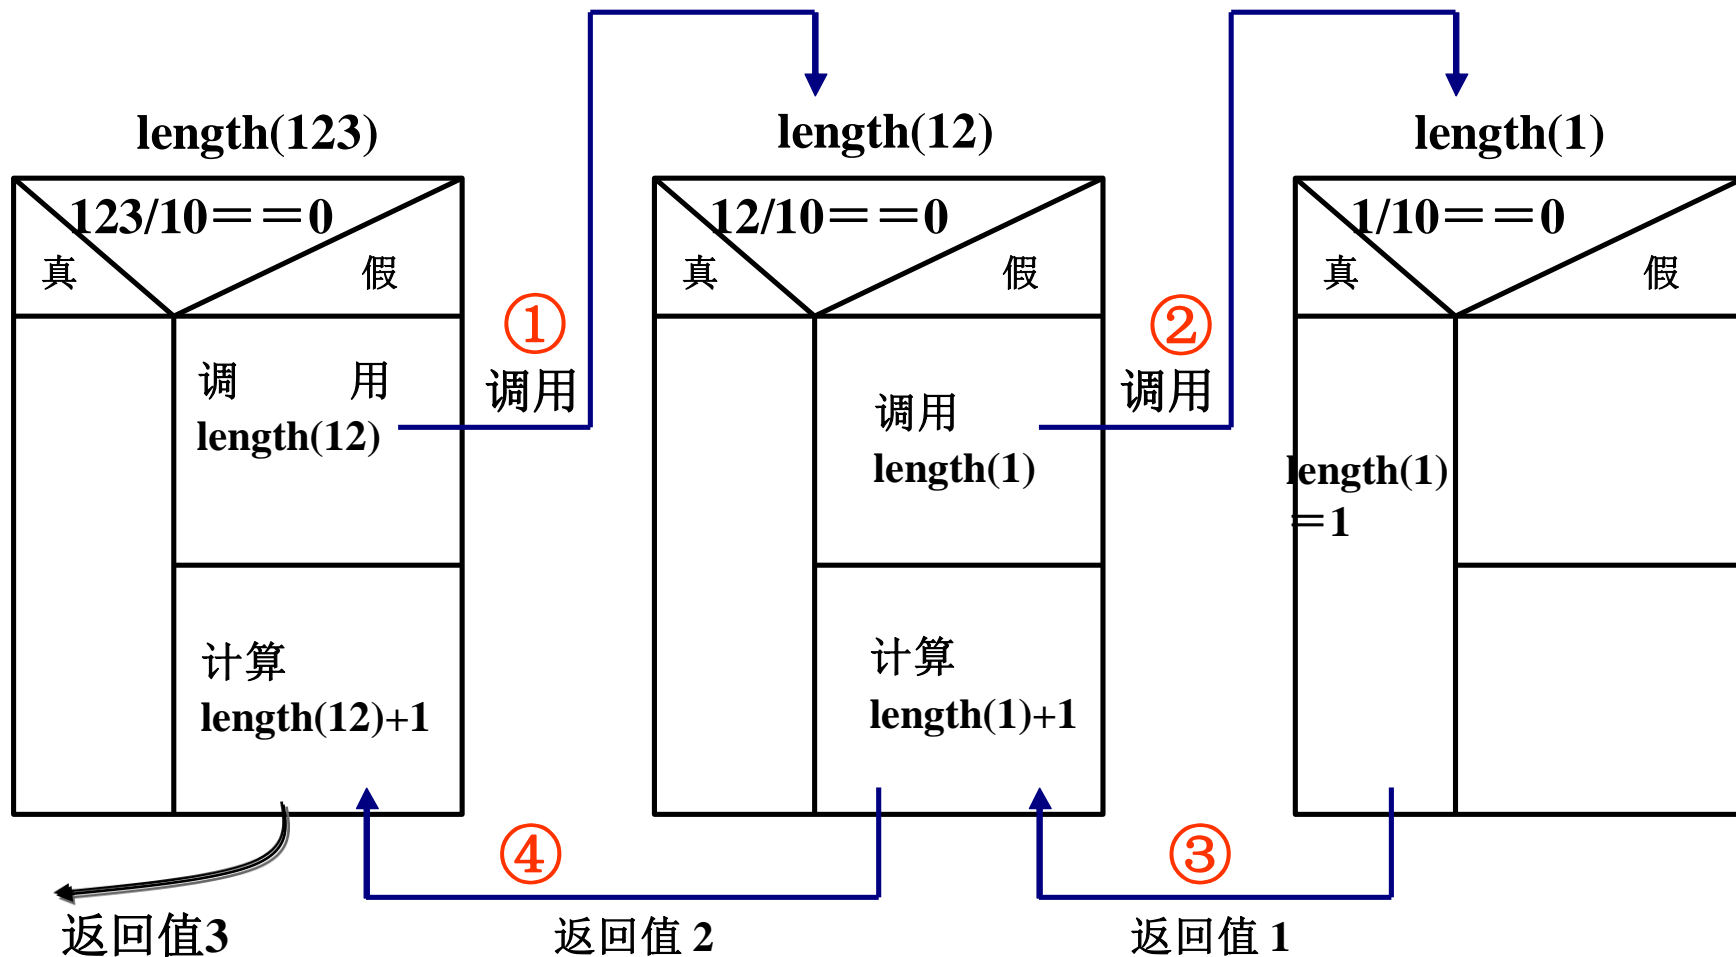 length(123)
123/10==0
真
假
调 用
length(12)
计算
length(12)+1
①
调用
length(12)
12/10==0
真
假
调用
length(1)
计算
length(1)+1
②
调用
length(1)
1/10==0
真
假
length(1)
=1
③
返回值 1
④
返回值 2
返回值3